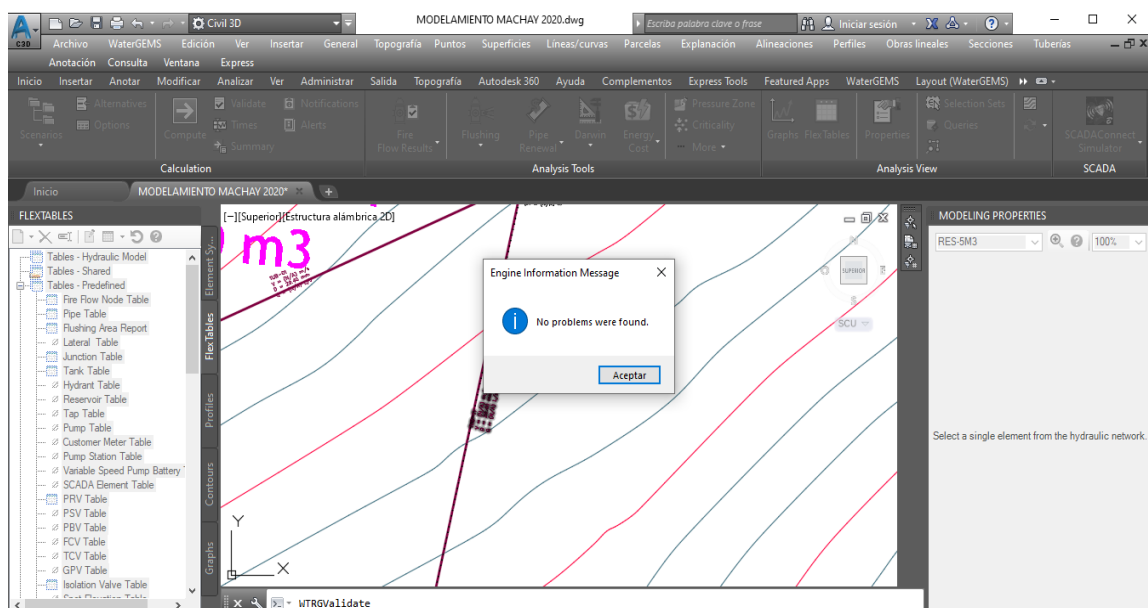 Civil 3D
MODELAMIENTO MACHAY 2020.dwg
Escriba palabra clave o frase
Iniciar sesión
C3D
Archivo WaterGEMS Edición Ver Insertar General Topografía Puntos Superficies Líneas/curvas Parcelas Explanación Alineaciones Perfiles Obras lineales Secciones Tuberías
Anotación Consulta Ventana Express
Inicio Insertar Anotar Modificar Analizar Ver Administrar Salida Topografía Autodesk 360 Ayuda Complementos Express Tools Featured Apps WaterGEMS Layout (WaterGEMS)
Scenarios
Alternatives
Options
Compute
Validate
Times
Summary
Notifications
Alerts
Calculation
Fire
Flow Results
Flushing
Pipe
Renewal
Darwin
Energy
Cost
Pressure Zone
Criticality
More
Analysis Tools
Graphs
FlexTables
Properties
Selection Sets
Queries
Analysis View
SCADAConnect
Simulator
SCADA
Inicio
MODELAMIENTO MACHAY 2020*
FLEXTABLES
Tables - Hydraulic Model
Tables - Shared
Tables - Predefined
Fire Flow Node Table
Pipe Table
Flushing Area Report
Lateral Table
Junction Table
Tank Table
Hydrant Table
Reservoir Table
Tap Table
Pump Table
Customer Meter Table
Pump Station Table
Variable Speed Pump Battery
SCADA Element Table
PRV Table
PSV Table
PBV Table
FCV Table
TCV Table
GPV Table
Isolation Valve Table
Spot Elevation Table
Element Sy...
FlexTables
Profiles
Contours
Graphs
[−][Superior][Estructura alámbrica 2D]
m3
Y
X
SUPERIOR
N
S
SCU
Engine Information Message
No problems were found.
Aceptar
WTRGValidate
MODELING PROPERTIES
RES-5M3
100%
Select a single element from the hydraulic network.